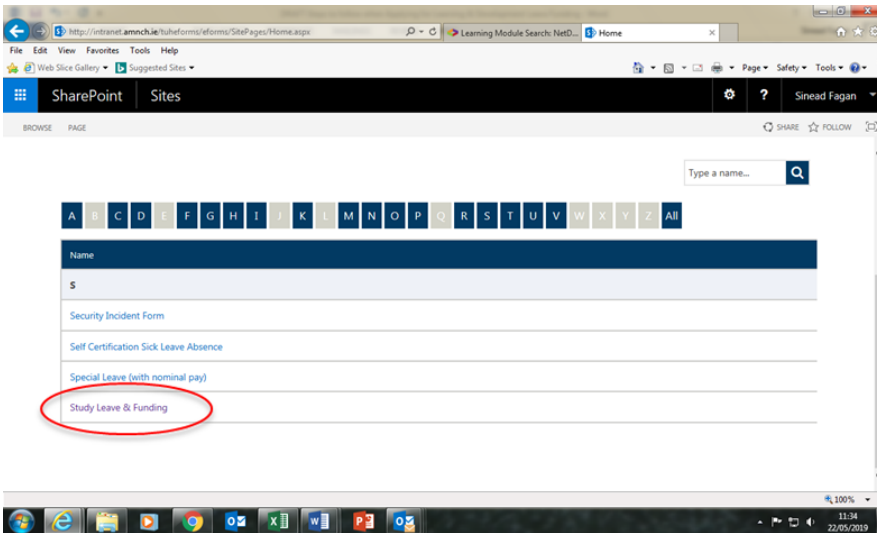 http://intranet.amnch.ie/tuheforms/eforms/SitePages/Home.aspx
Learning Module Search: NetD...
Home
File Edit View Favorites Tools Help
Web Slice Gallery Suggested Sites
Page Safety Tools
SharePoint Sites
? Sinead Fagan
BROWSE PAGE
SHARE FOLLOW
Type a name...
A B C D E F G H I J K L M N O P Q R S T U V W X Y Z All
Name
S
Security Incident Form
Self Certification Sick Leave Absence
Special Leave (with nominal pay)
Study Leave & Funding
100%
11:34
22/05/2019